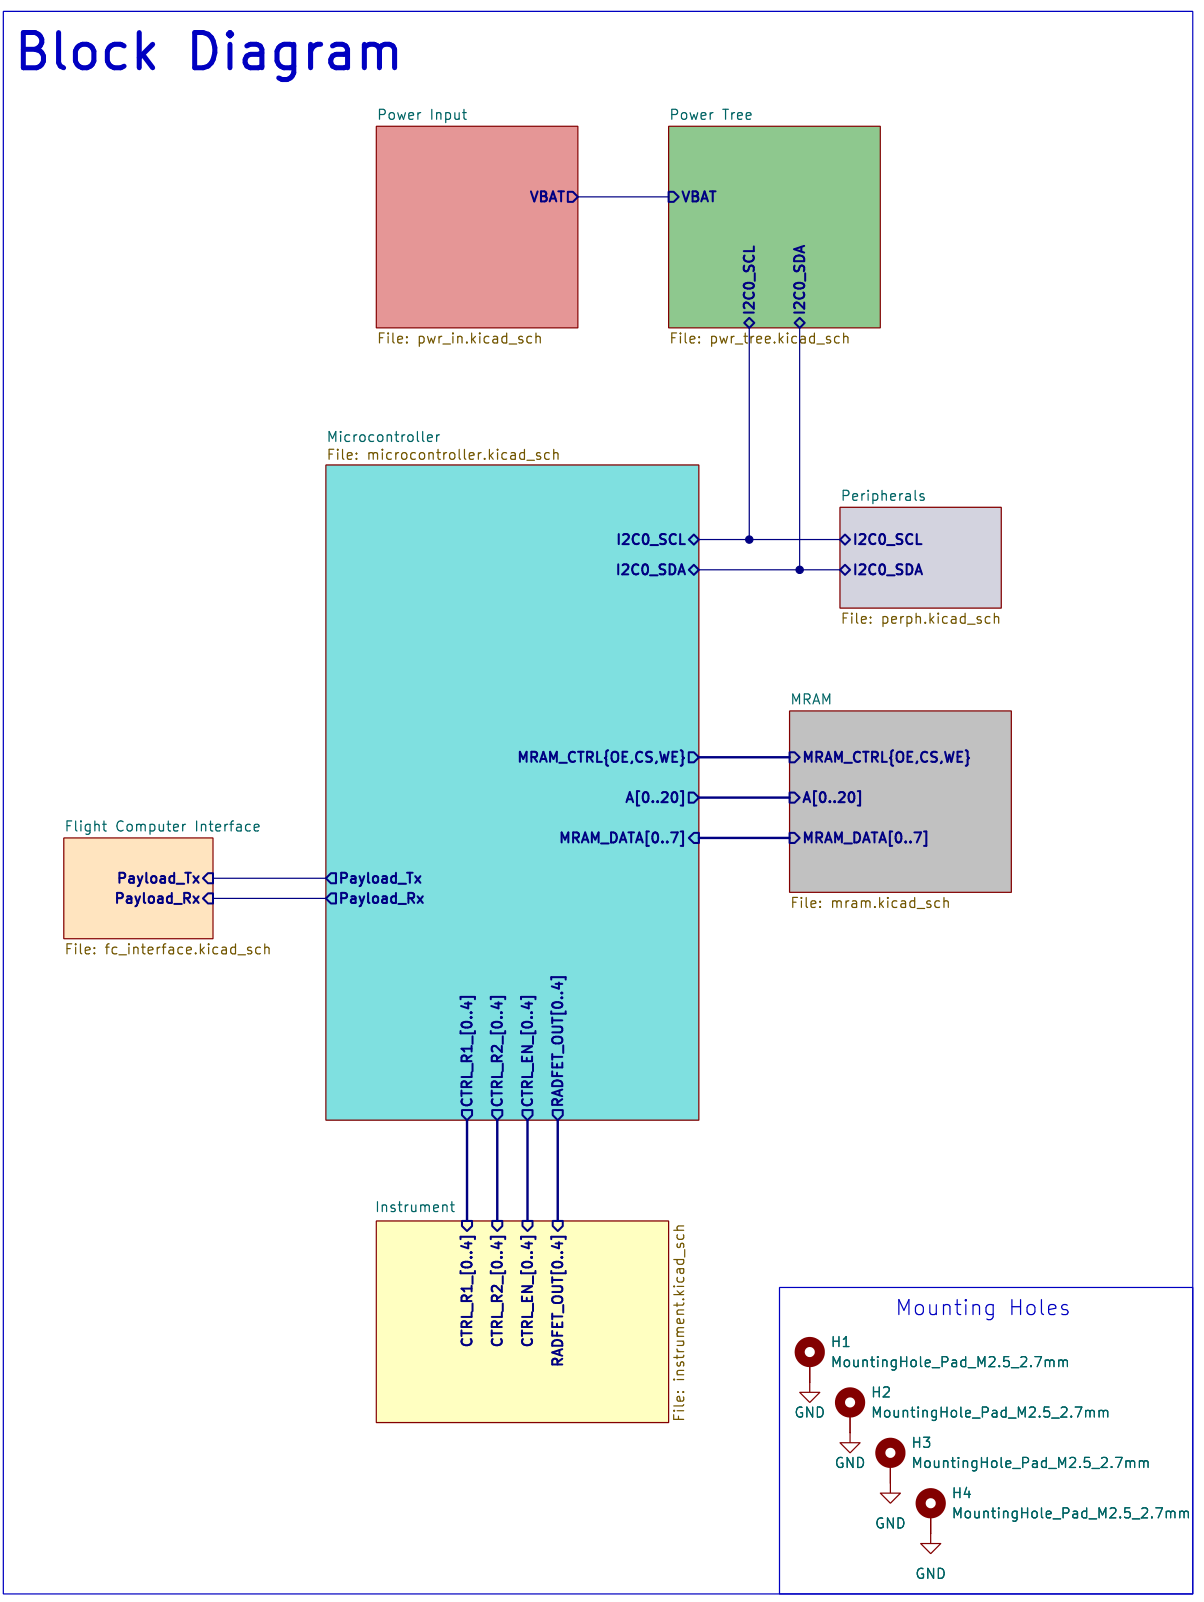 Block Diagram
Power Input
VBAT
File: pwr_in.kicad_sch
Power Tree
VBAT
I2C0_SCL
I2C0_SDA
File: pwr_tree.kicad_sch
Microcontroller
File: microcontroller.kicad_sch
I2C0_SCL
I2C0_SDA
MRAM_CTRL{OE,CS,WE}
A[0..20]
MRAM_DATA[0..7]
Payload_Tx
Payload_Rx
CTRL_R1_[0..4]
CTRL_R2_[0..4]
CTRL_EN_[0..4]
RADFET_OUT[0..4]
Peripherals
I2C0_SCL
I2C0_SDA
File: perph.kicad_sch
MRAM
MRAM_CTRL{OE,CS,WE}
A[0..20]
MRAM_DATA[0..7]
File: mram.kicad_sch
Flight Computer Interface
Payload_Tx
Payload_Rx
File: fc_interface.kicad_sch
Instrument
CTRL_R1_[0..4]
CTRL_R2_[0..4]
CTRL_EN_[0..4]
RADFET_OUT[0..4]
File: instrument.kicad_sch
Mounting Holes
H1
MountingHole_Pad_M2.5_2.7mm
GND
H2
MountingHole_Pad_M2.5_2.7mm
GND
H3
MountingHole_Pad_M2.5_2.7mm
GND
H4
MountingHole_Pad_M2.5_2.7mm
GND